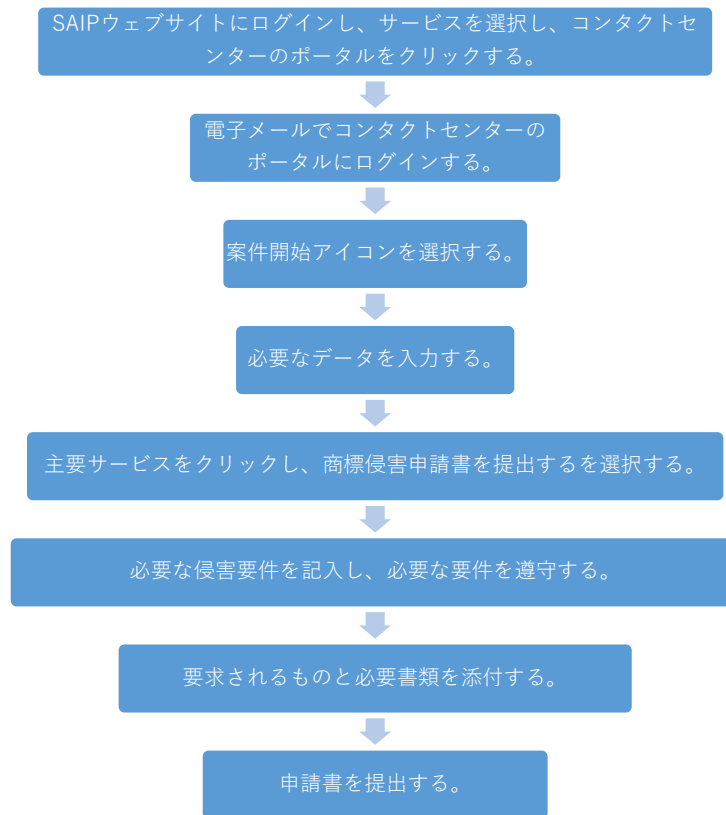 SAIPウェブサイトにログインし、サービスを選択し、コンタクトセ
ンターのポータルをクリックする。
電子メールでコンタクトセンターの
ポータルにログインする。
案件開始アイコンを選択する。
必要なデータを入力する。
主要サービスをクリックし、商標侵害申請書を提出するを選択する。
必要な侵害要件を記入し、必要な要件を遵守する。
要求されるものと必要書類を添付する。
申請書を提出する。